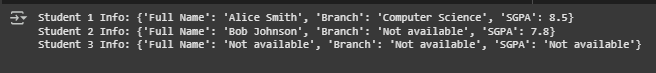 Student 1 Info: {'Full Name': 'Alice Smith', 'Branch': 'Computer Science', 'SGPA': 8.5}
Student 2 Info: {'Full Name': 'Bob Johnson', 'Branch': 'Not available', 'SGPA': 7.8}
Student 3 Info: {'Full Name': 'Not available', 'Branch': 'Not available', 'SGPA': 'Not available'}